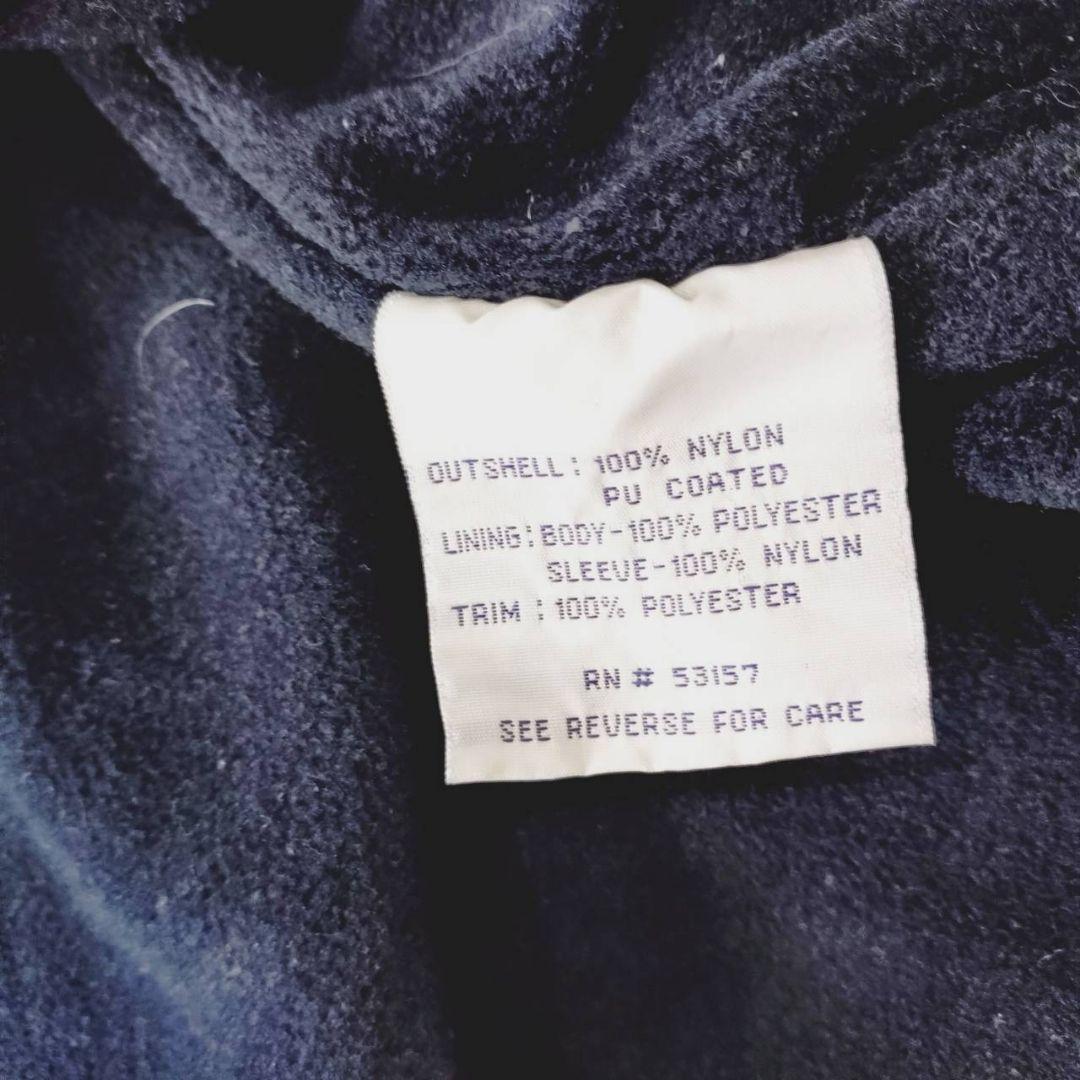 OUTSHELL: 100% NYLON
PU COATED
LINING: BODY-100% POLYESTER
SLEEVE-100% NYLON
TRIM : 100% POLYESTER
RN # 53157
SEE REVERSE FOR CARE